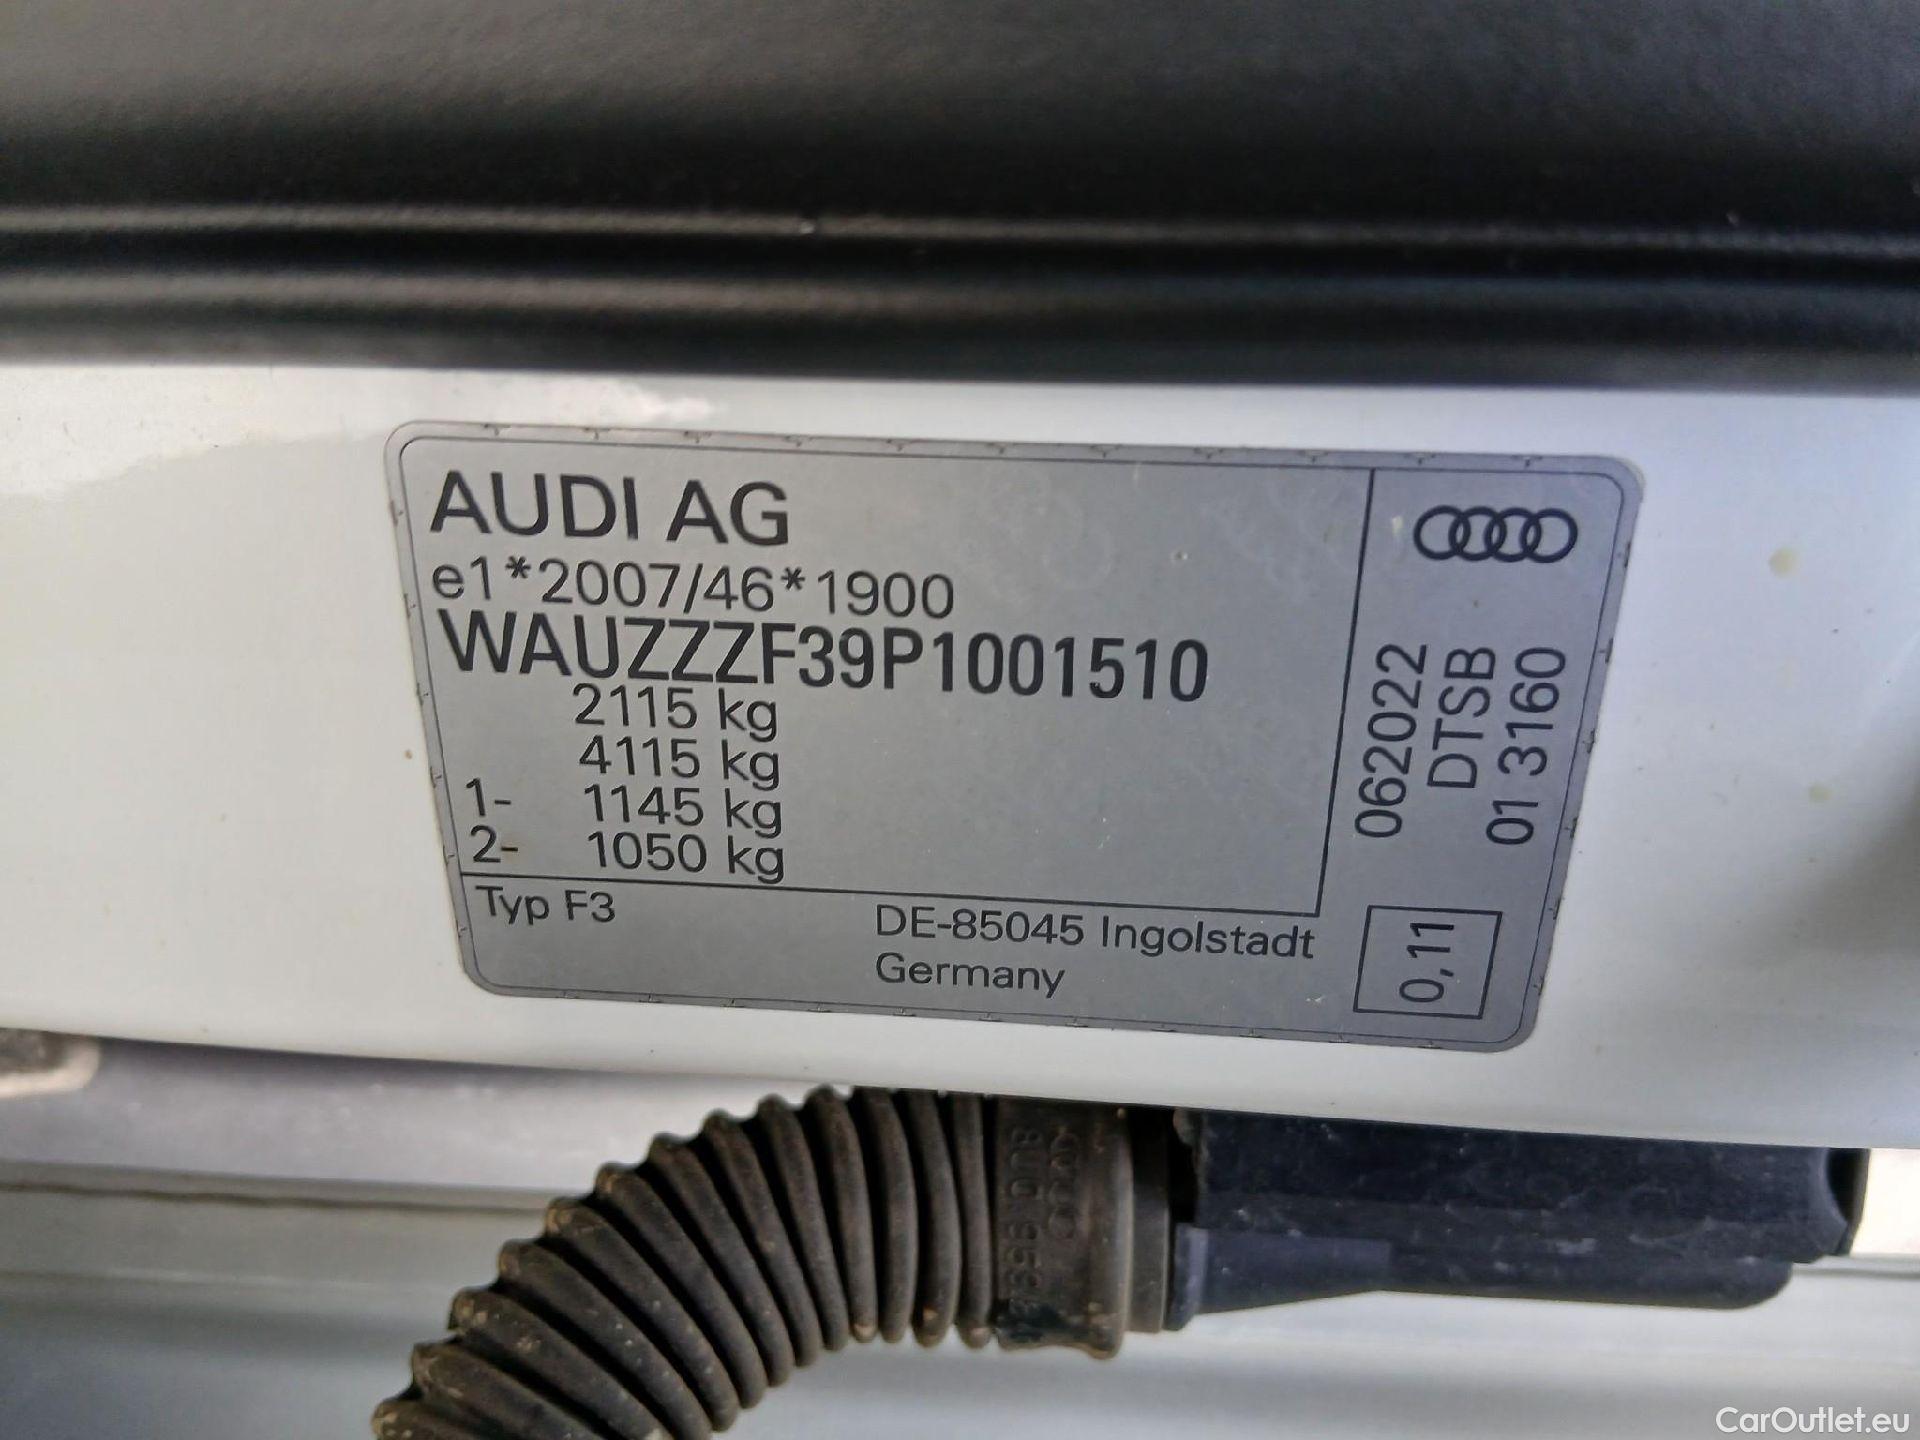 AUDI AG
e1*2007/46*1900
WAUZZZF39P1001510
2115 kg
4115 kg
1- 1145 kg
2- 1050 kg
Typ F3
DE-85045 Ingolstadt
Germany
062022
DTSB
01 3160
0,11
CarOutlet.eu